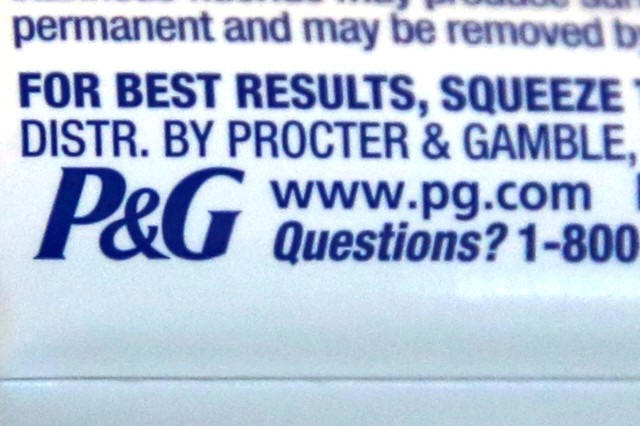 permanent and may be removed by
FOR BEST RESULTS, SQUEEZE
DISTR. BY PROCTER & GAMBLE,
P&G www.pg.com
Questions? 1-800